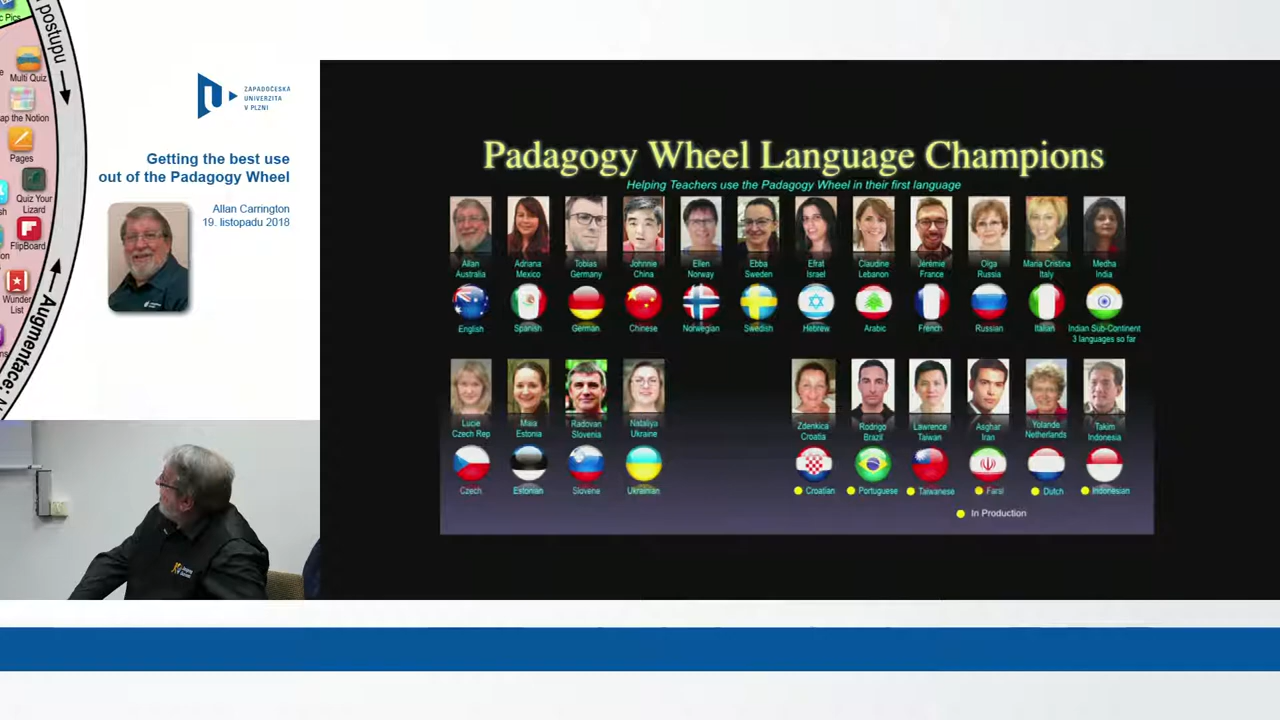 c Pics
postupu
Multi Quiz
ap the Notion
Pages
Quiz Your
Lizard
FlipBoard
Wunder
List
Augmentace:
ZÁPADOČESKÁ
UNIVERZITA
V PLZNI
Getting the best use
out of the Padagogy Wheel
Allan Carrington
19. listopadu 2018
Padagogy Wheel Language Champions
Helping Teachers use the Padagogy Wheel in their first language
Allan Adriana Tobias Johnnie Ellen Ebba Efrat Claudine Jérémie Olga Maria Cristina Medha
Australia Mexico Germany China Norway Sweden Israel Lebanon France Russia Italy India
English Spanish German Chinese Norwegian Swedish Hebrew Arabic French Russian Italian Indian Sub-Continent
3 languages so far
Lucie Maia Radovan Nataliya Zdenkica Rodrigo Lawrence Asghar Yolande Takim
Czech Rep Estonia Slovenia Ukraine Croatia Brazil Taiwan Iran Netherlands Indonesia
Czech Estonian Slovene Ukrainian Croatian Portuguese Taiwanese Farsi Dutch Indonesian
In Production